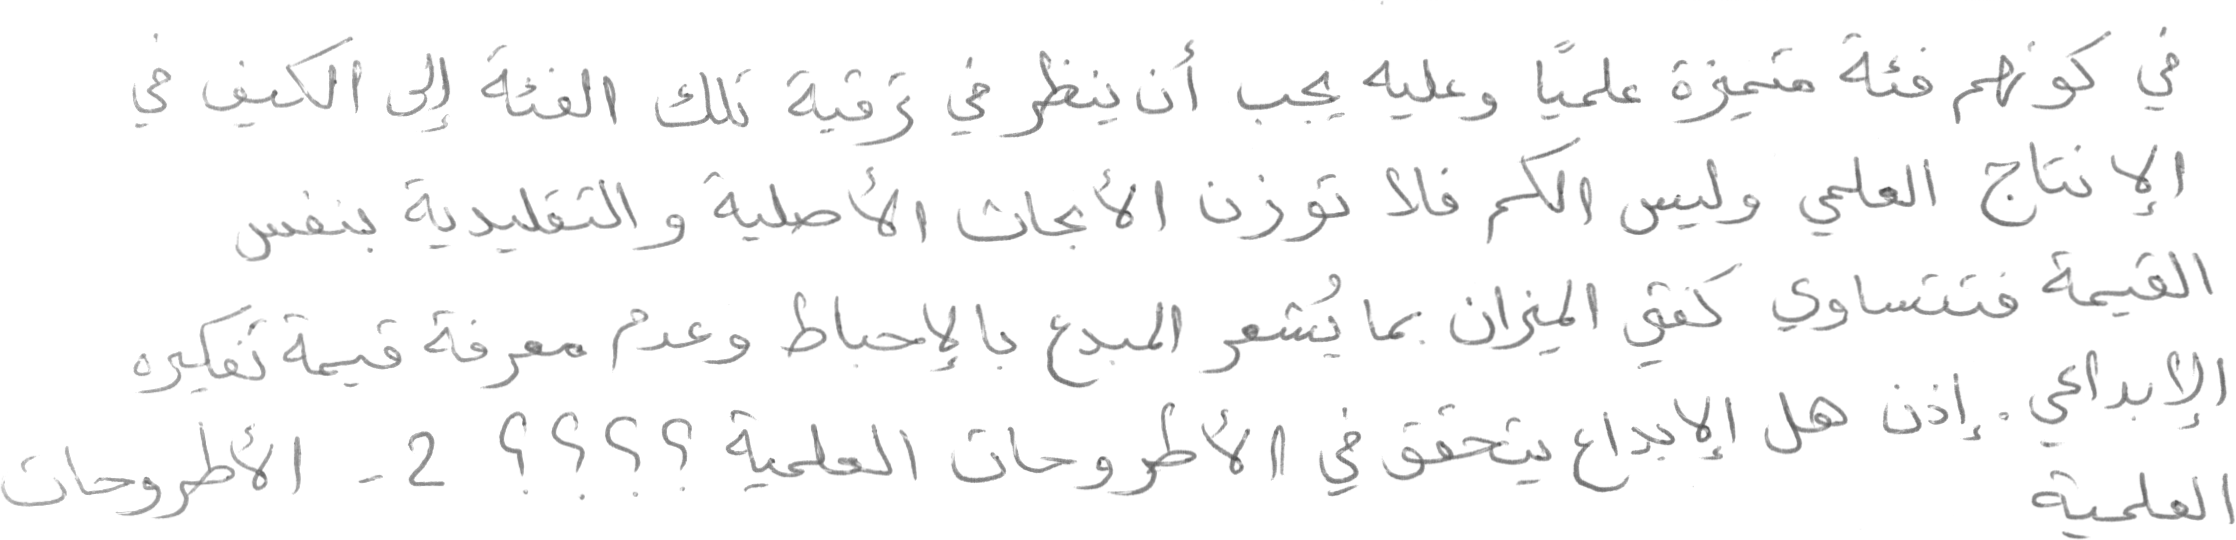 في كونهم فئة متميزة علميًا وعليه يجب أن ينظر في ترقية تلك الفئة إلى الكيف في
الإنتاج العلمي وليس الكم فلا توزن الأبحاث الأصلية والتقليدية بنفس
القيمة فتتساوي كفتي الميزان بما يُشعر المبدع بالإحباط وعدم معرفة قيمة تفكيره
الإبداعي. إذن هل الإبداع يتحقق في الأطروحات العلمية ؟؟؟؟ 2- الأطروحات
العلمية